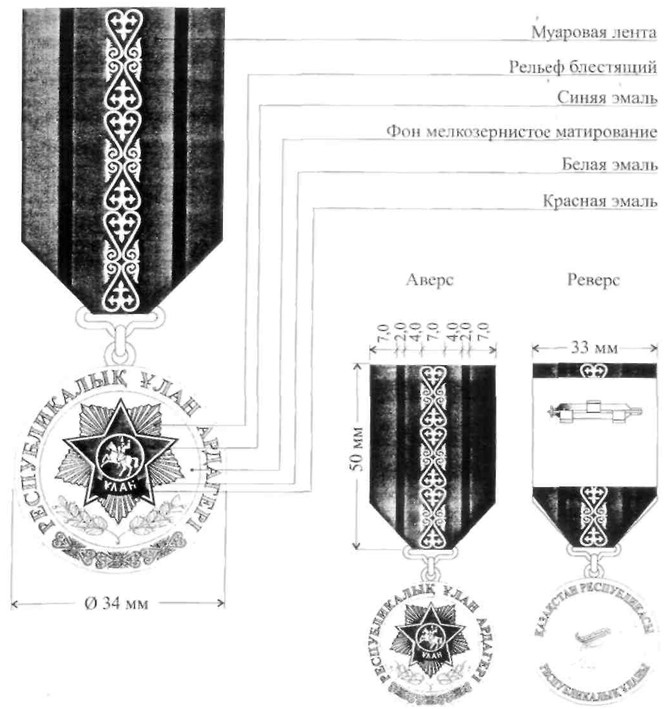 Муаровая лента
Рельеф блестящий
Синяя эмаль
Фон мелкозернистое матирование
Белая эмаль
Красная эмаль
Аверс
Реверс
7,0 2,0 4,0 7,0 4,0 2,0 7,0
33 мм
50 мм
РЕСПУБЛИКАЛЫҚ ҰЛАН АРДАГЕРІ
ҰЛАН
Ø 34 мм
РЕСПУБЛИКАЛЫҚ ҰЛАН АРДАГЕРІ
ҰЛАН
ҚАЗАҚСТАН РЕСПУБЛИКАСЫ
РЕСПУБЛИКАЛЫҚ ҰЛАНЫ